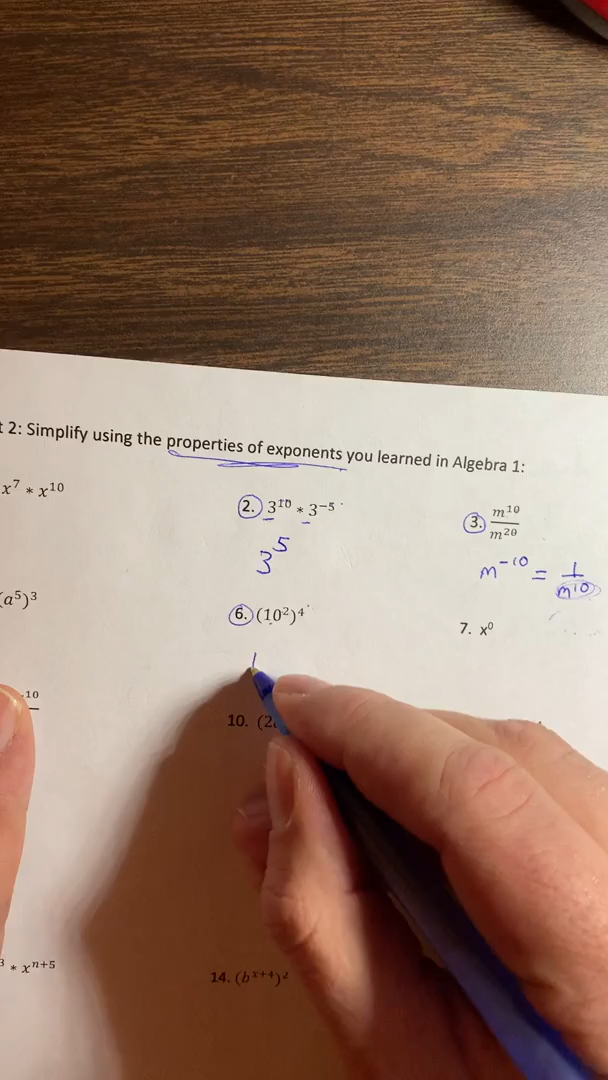 2: Simplify using the properties of exponents you learned in Algebra 1:
x⁷ * x¹⁰
2. 3¹⁰ * 3⁻⁵
3. m¹⁰/m²⁰
3⁵
m⁻¹⁰ = 1/m¹⁰
(a⁵)³
6. (10²)⁴
7. x⁰
10
10. (2
³ * xⁿ⁺⁵
14. (bˣ⁺⁴)²